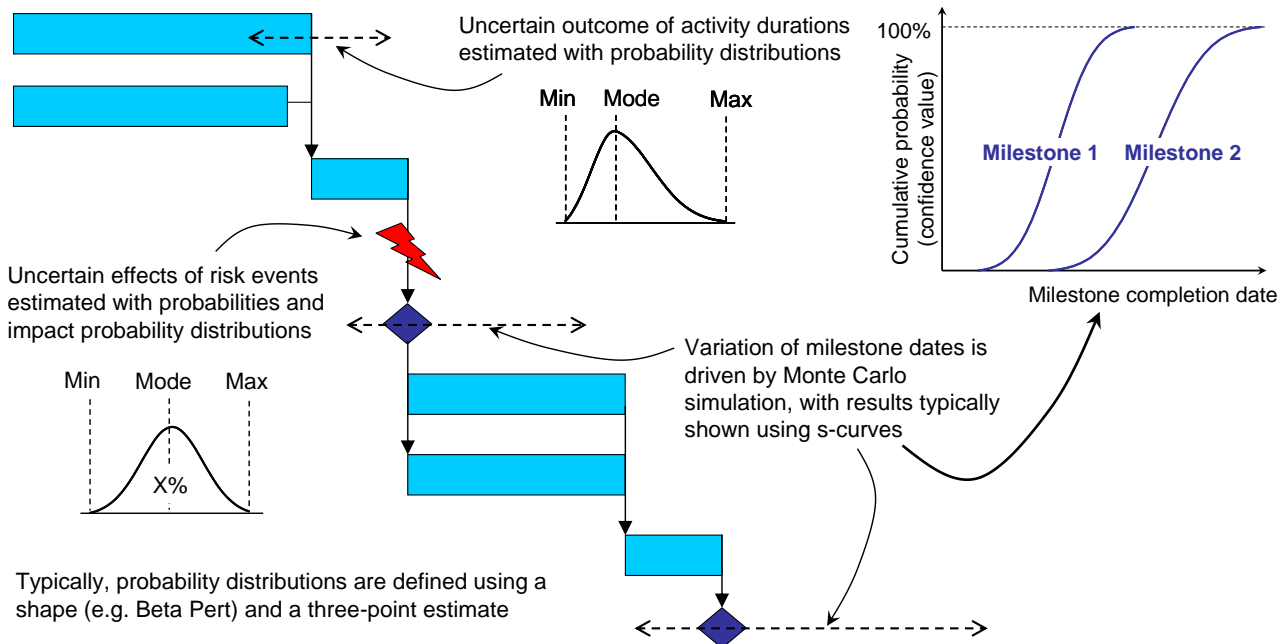 Uncertain outcome of activity durations
estimated with probability distributions
Min Mode Max
100%
Cumulative probability
(confidence value)
Milestone 1 Milestone 2
Milestone completion date
Uncertain effects of risk events
estimated with probabilities and
impact probability distributions
Min Mode Max
X%
Variation of milestone dates is
driven by Monte Carlo
simulation, with results typically
shown using s-curves
Typically, probability distributions are defined using a
shape (e.g. Beta Pert) and a three-point estimate